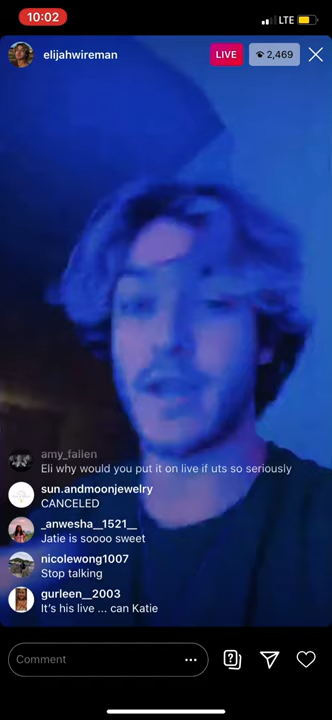 10:02
LTE
elijahwireman
LIVE
2,469
amy_fallen
Eli why would you put it on live if uts so seriously
sun.andmoonjewelry
CANCELED
_anwesha__1521__
Jatie is soooo sweet
nicolewong1007
Stop talking
gurleen__2003
It's his live ... can Katie
Comment